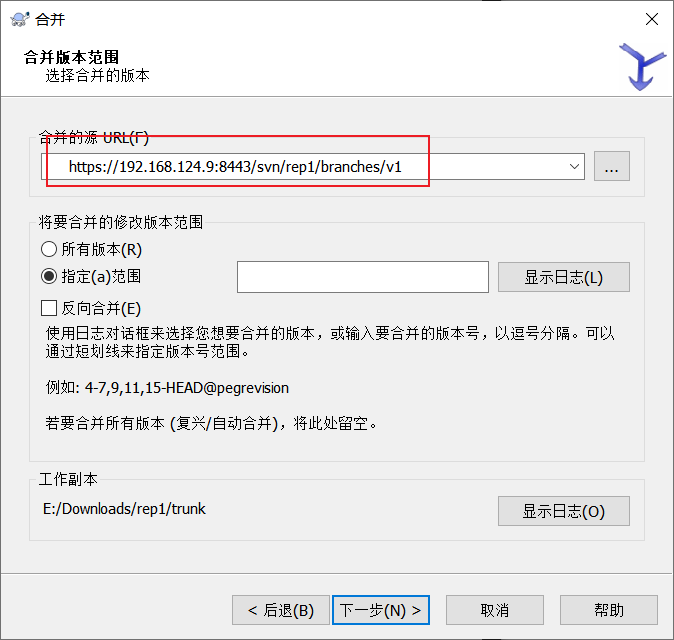 合并
合并版本范围
选择合并的版本
合并的源 URL(F)
https://192.168.124.9:8443/svn/rep1/branches/v1
...
将要合并的修改版本范围
所有版本(R)
指定(a)范围
显示日志(L)
反向合并(E)
使用日志对话框来选择您想要合并的版本，或输入要合并的版本号，以逗号分隔。可以
通过短划线来指定版本号范围。
例如: 4-7,9,11,15-HEAD@pegrevision
若要合并所有版本 (复兴/自动合并)，将此处留空。
工作副本
E:/Downloads/rep1/trunk
显示日志(O)
< 后退(B)
下一步(N) >
取消
帮助